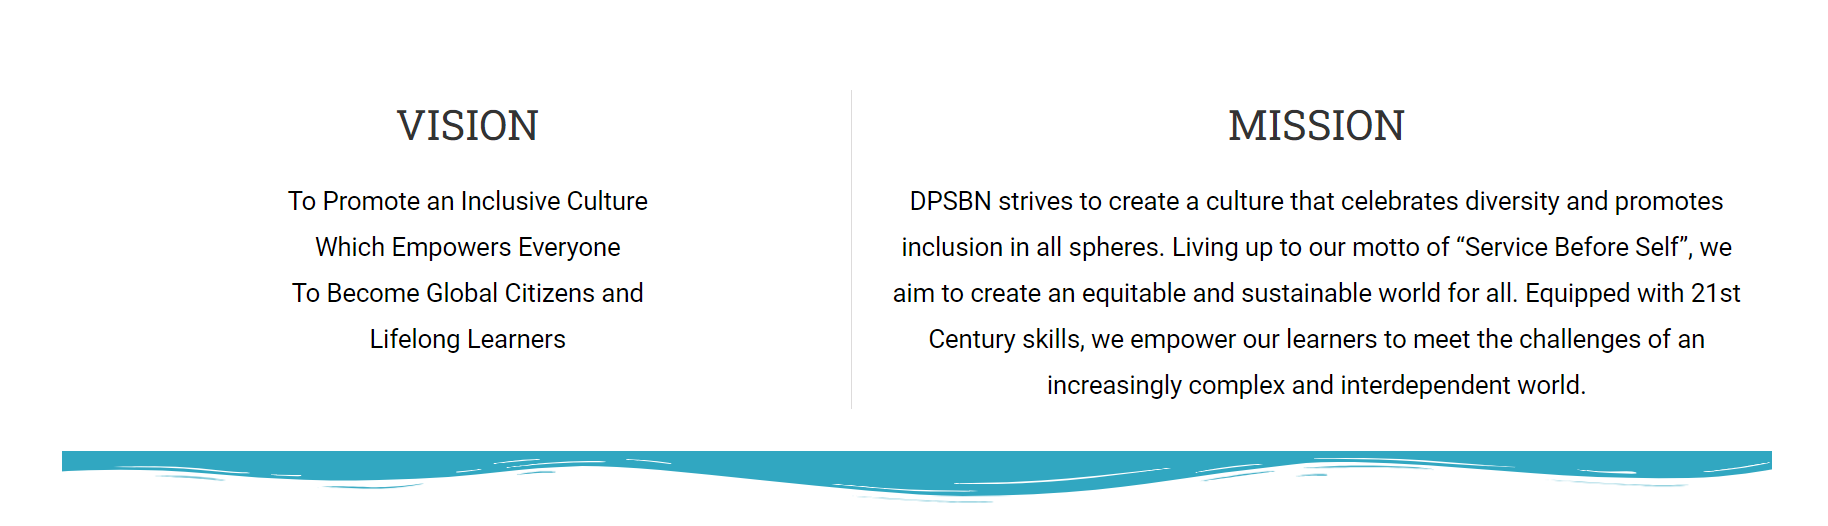 VISION
To Promote an Inclusive Culture
Which Empowers Everyone
To Become Global Citizens and
Lifelong Learners
MISSION
DPSBN strives to create a culture that celebrates diversity and promotes
inclusion in all spheres. Living up to our motto of “Service Before Self”, we
aim to create an equitable and sustainable world for all. Equipped with 21st
Century skills, we empower our learners to meet the challenges of an
increasingly complex and interdependent world.